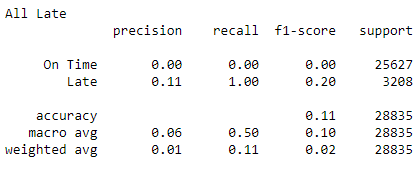 All Late
precision recall f1-score support
On Time 0.00 0.00 0.00 25627
Late 0.11 1.00 0.20 3208
accuracy 0.11 28835
macro avg 0.06 0.50 0.10 28835
weighted avg 0.01 0.11 0.02 28835